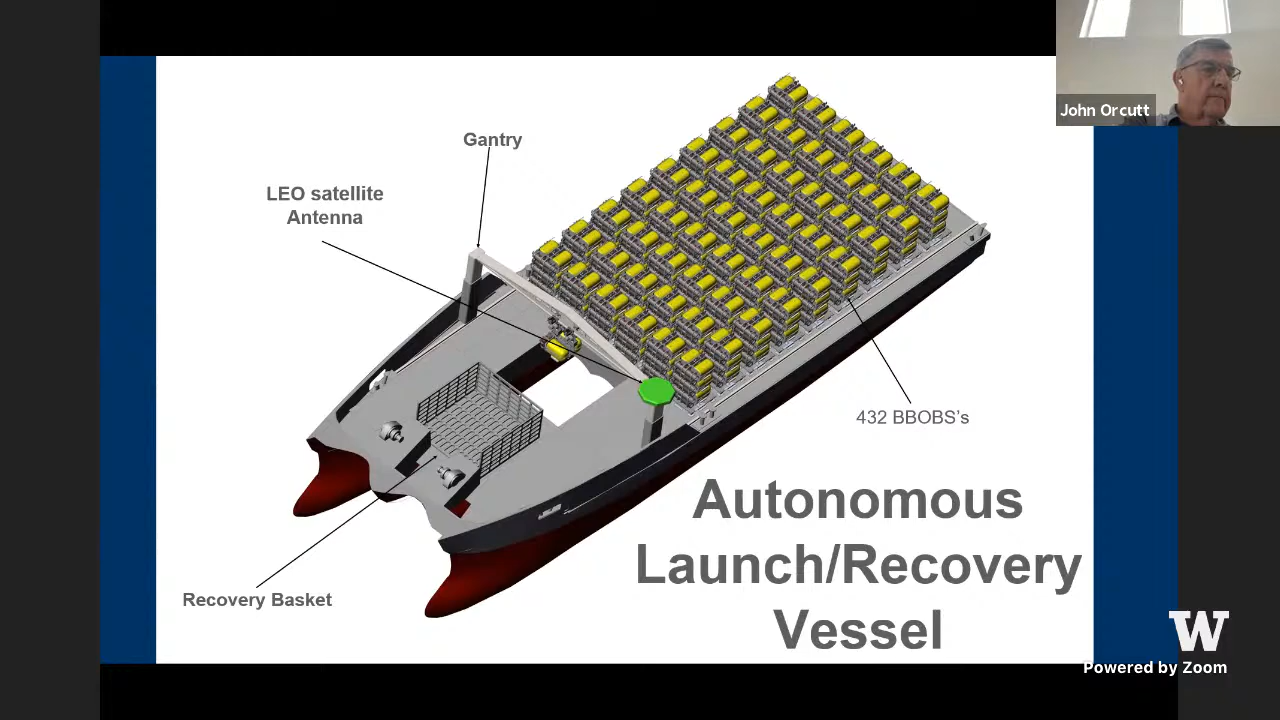 John Orcutt
Gantry
LEO satellite
Antenna
432 BBOBS's
Autonomous
Launch/Recovery
Vessel
Recovery Basket
W
Powered by Zoom